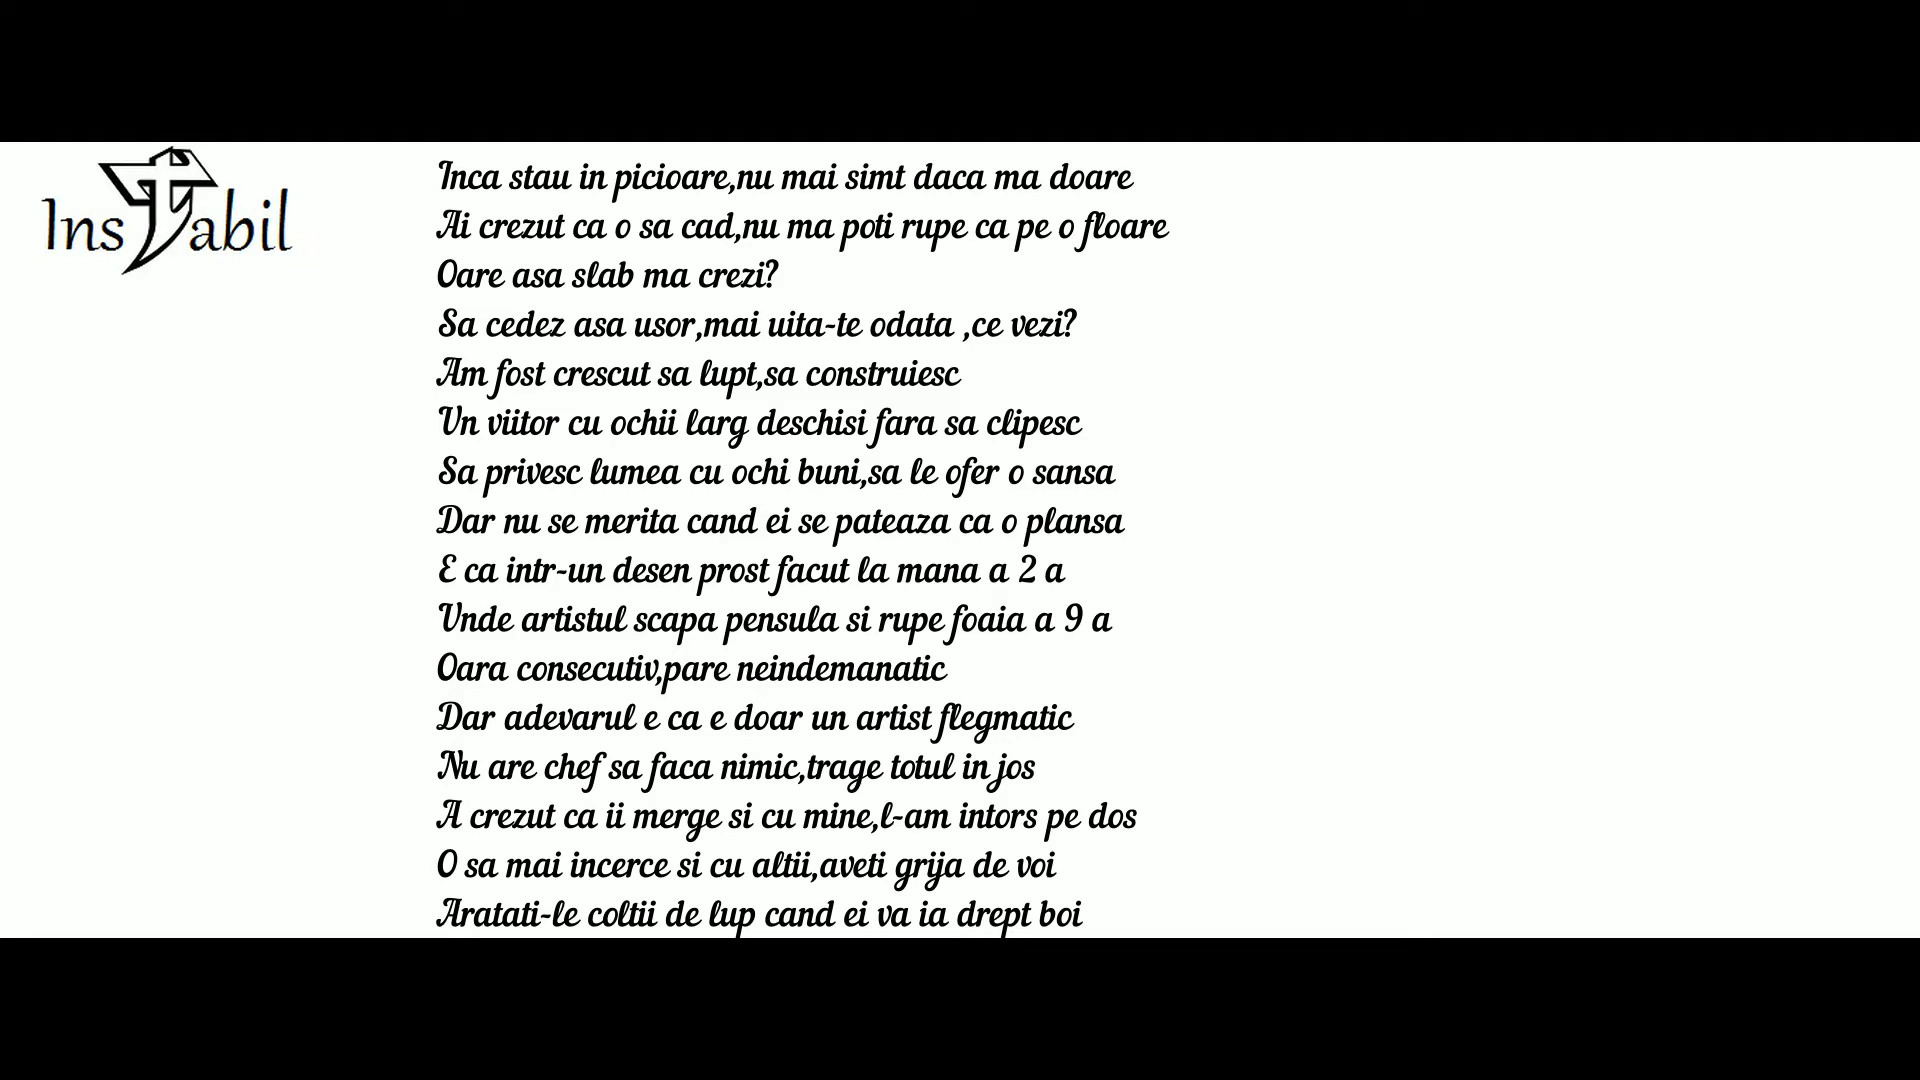 Instabil
Inca stau in picioare,nu mai simt daca ma doare
Ai crezut ca o sa cad,nu ma poti rupe ca pe o floare
Oare asa slab ma crezi?
Sa cedez asa usor,mai uita-te odata ,ce vezi?
Am fost crescut sa lupt,sa construiesc
Un viitor cu ochii larg deschisi fara sa clipesc
Sa privesc lumea cu ochi buni,sa le ofer o sansa
Dar nu se merita cand ei se pateaza ca o plansa
E ca intr-un desen prost facut la mana a 2 a
Unde artistul scapa pensula si rupe foaia a 9 a
Oara consecutiv,pare neindemanatic
Dar adevarul e ca e doar un artist flegmatic
Nu are chef sa faca nimic,trage totul in jos
A crezut ca ii merge si cu mine,l-am intors pe dos
O sa mai incerce si cu altii,aveti grija de voi
Aratati-le coltii de lup cand ei va ia drept boi